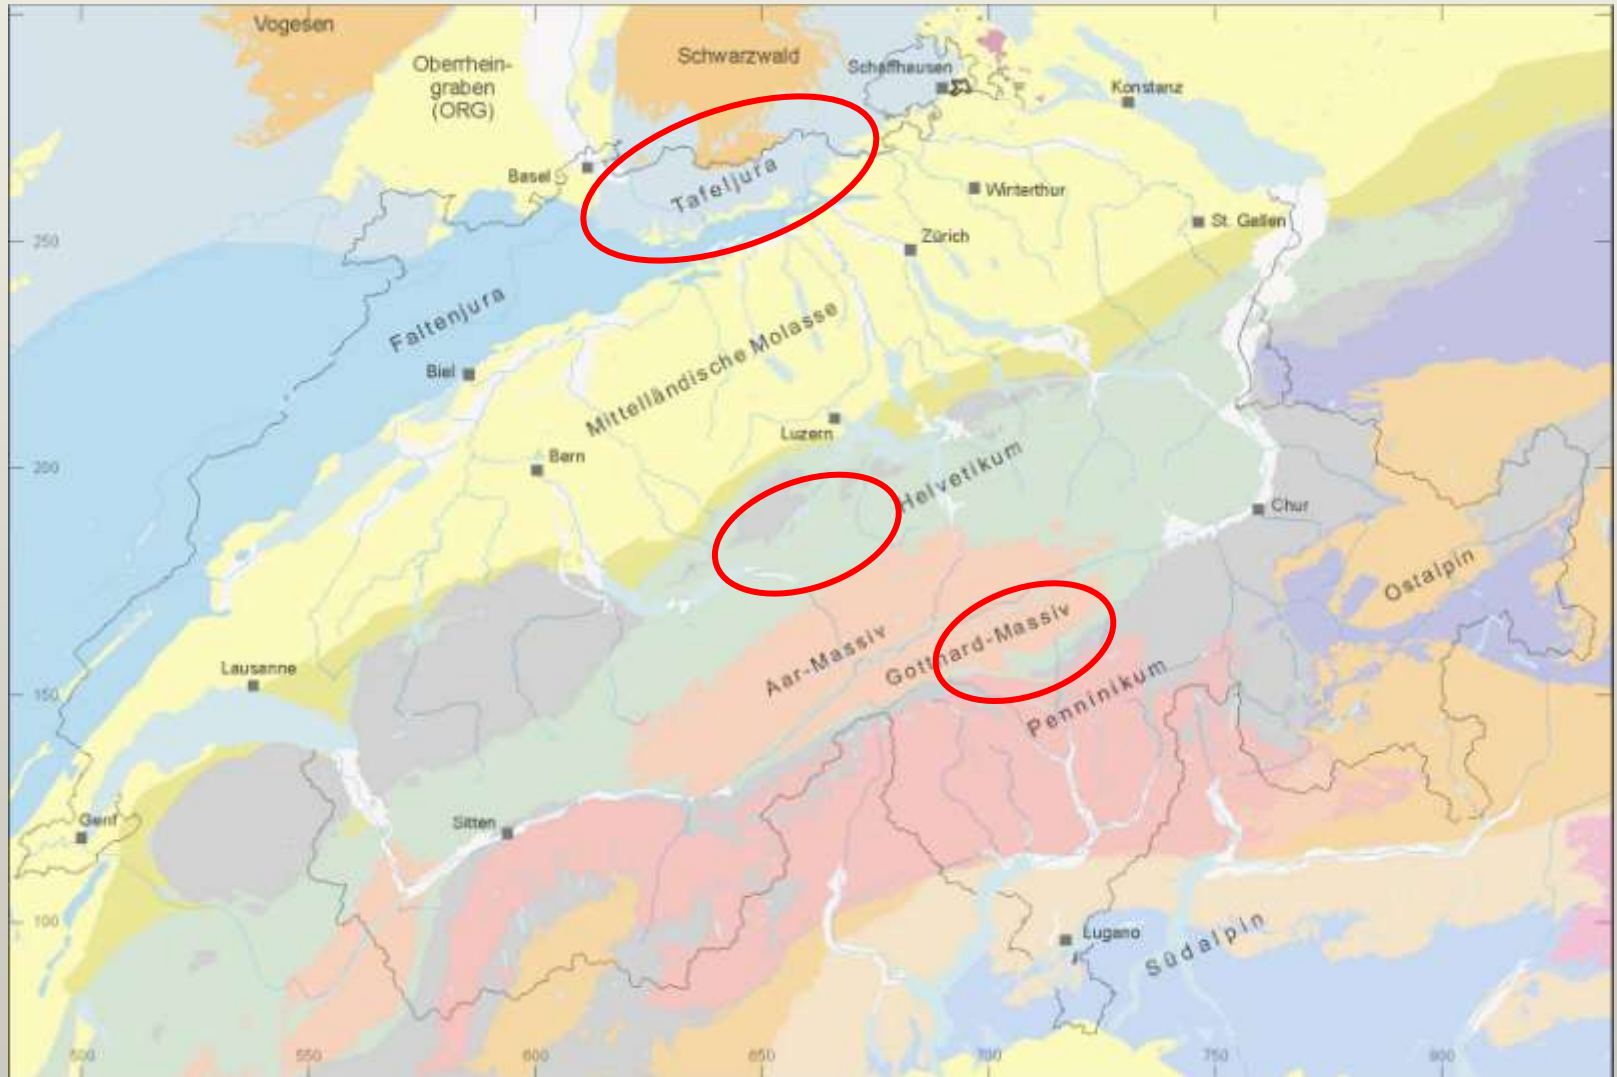 Vogesen
Oberrhein-
graben
(ORG)
Schwarzwald
Schaffhausen
Konstanz
Basel
Tafeljura
Winterthur
St. Gallen
Zürich
250
Faltenjura
Mittelländische Molasse
Biel
Luzern
Bern
200
Helvetikum
Chur
Ostalpin
Aar-Massiv
Gotthard-Massiv
Penninikum
Lausanne
150
Genf
Sitten
100
Lugano
Südalpin
500
550
600
650
700
750
800